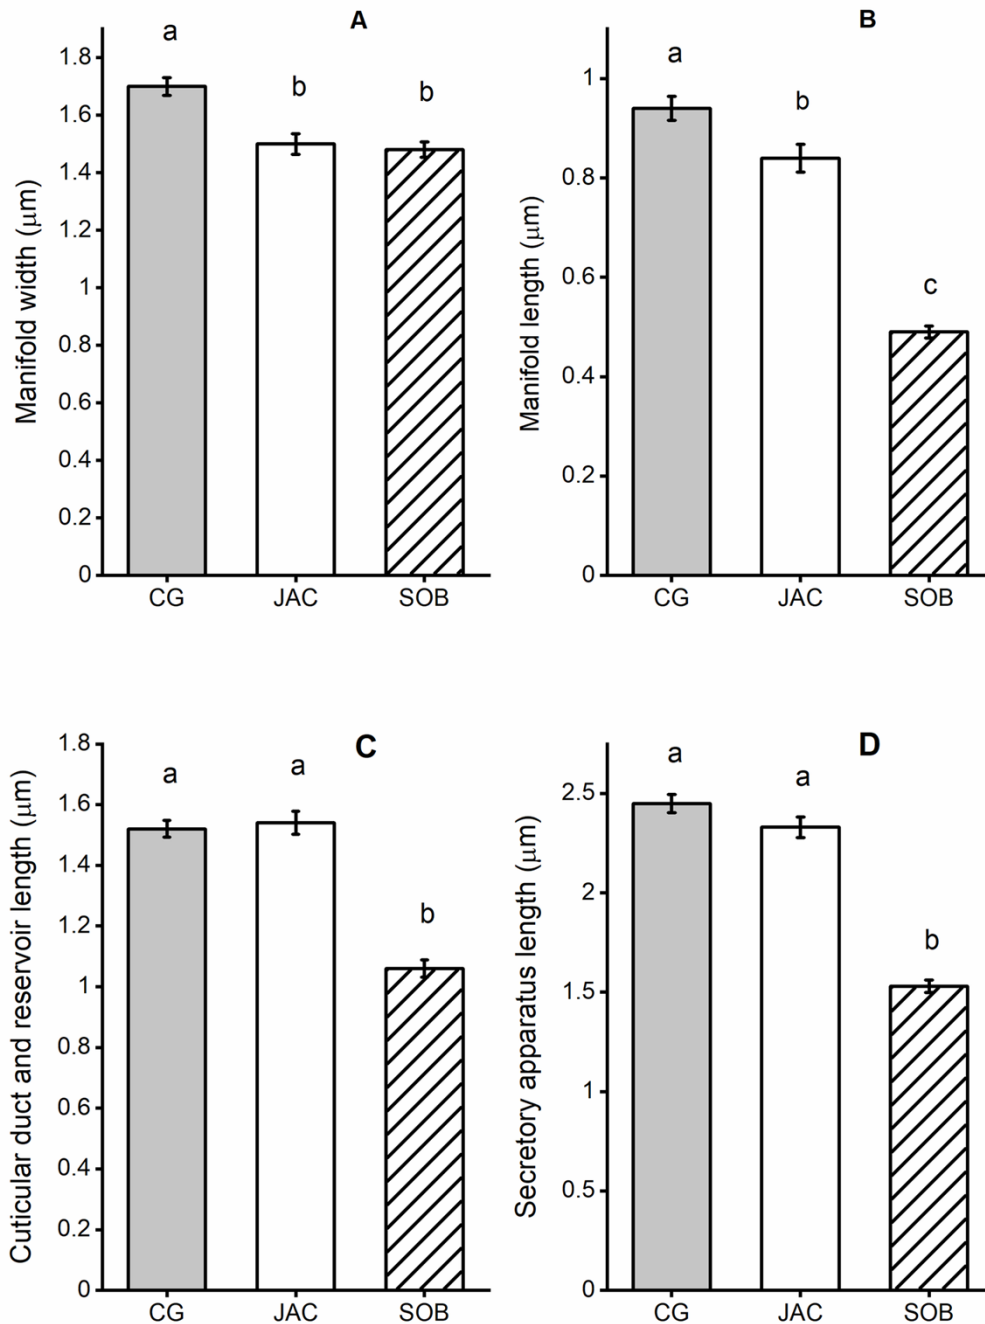 A
Manifold width (μm)
1.8
1.6
1.4
1.2
1
0.8
0.6
0.4
0.2
0
a
b
b
CG JAC SOB
B
Manifold length (μm)
1
0.8
0.6
0.4
0.2
0
a
b
c
CG JAC SOB
C
Cuticular duct and reservoir length (μm)
1.8
1.6
1.4
1.2
1
0.8
0.6
0.4
0.2
0
a
a
b
CG JAC SOB
D
Secretory apparatus length (μm)
2.5
2
1.5
1
0.5
0
a
a
b
CG JAC SOB